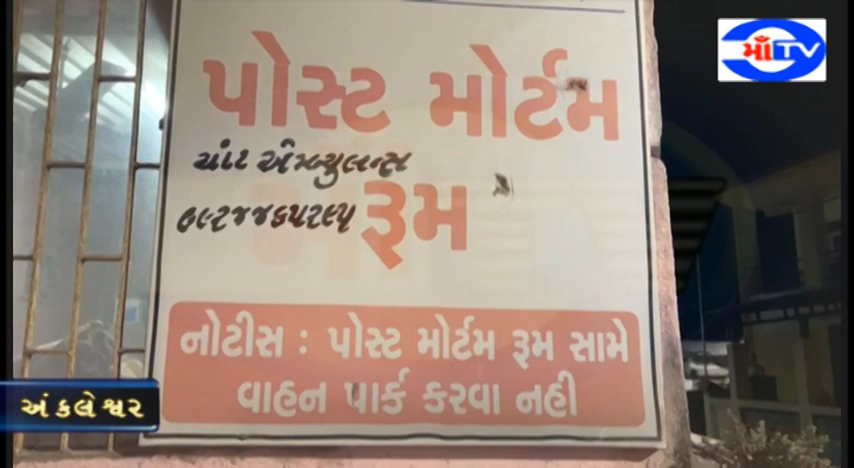 માઁ TV
પોસ્ટ મોર્ટમ
ચાંદ એમ્બ્યુલન્સ
રૂમ
નોટીસ : પોસ્ટ મોર્ટમ રૂમ સામે
વાહન પાર્ક કરવા નહી
અંકલેશ્વર